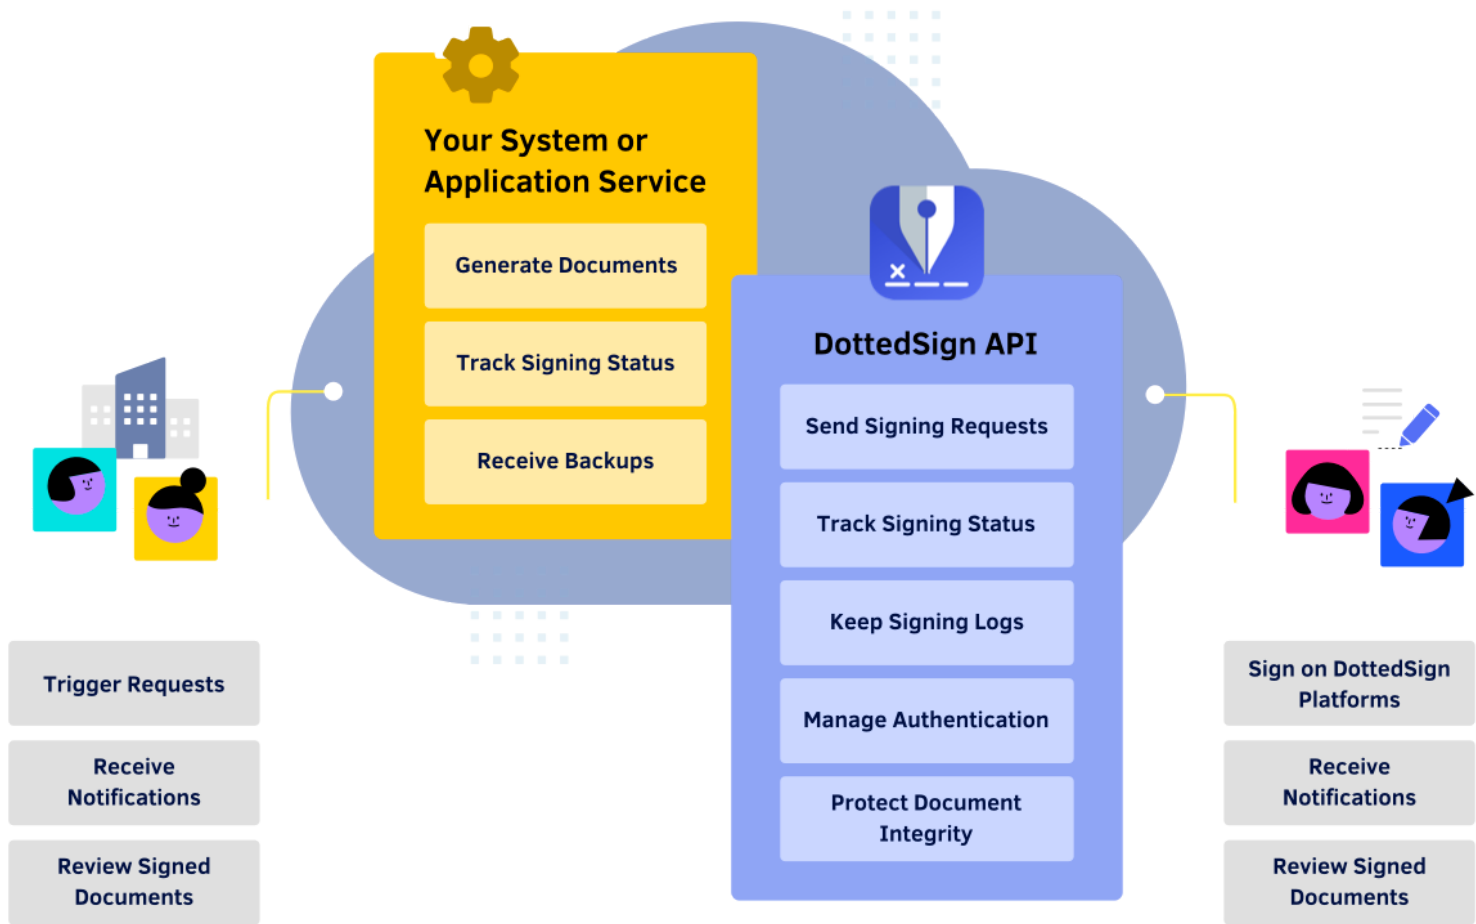 Your System or
Application Service
Generate Documents
Track Signing Status
Receive Backups
DottedSign API
Send Signing Requests
Track Signing Status
Keep Signing Logs
Manage Authentication
Protect Document
Integrity
Trigger Requests
Receive
Notifications
Review Signed
Documents
Sign on DottedSign
Platforms
Receive
Notifications
Review Signed
Documents